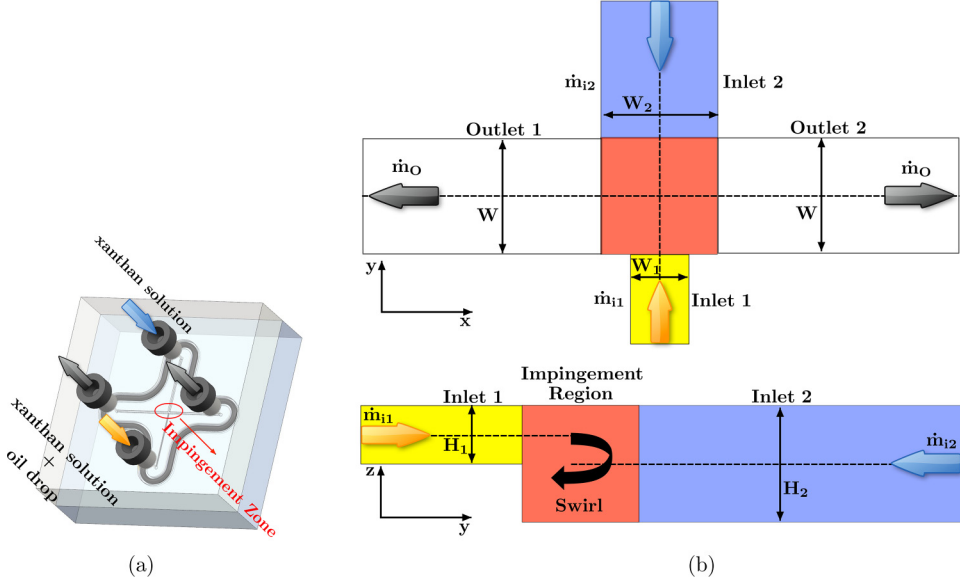 xanthan solution
xanthan solution
+
oil drop
Impingement Zone
(a)
ṁi2
Inlet 2
W2
Outlet 1
Outlet 2
ṁO
ṁO
W
W
W1
y
x
ṁi1
Inlet 1
Impingement
Region
Inlet 1
Inlet 2
ṁi1
H1
ṁi2
z
y
Swirl
H2
(b)